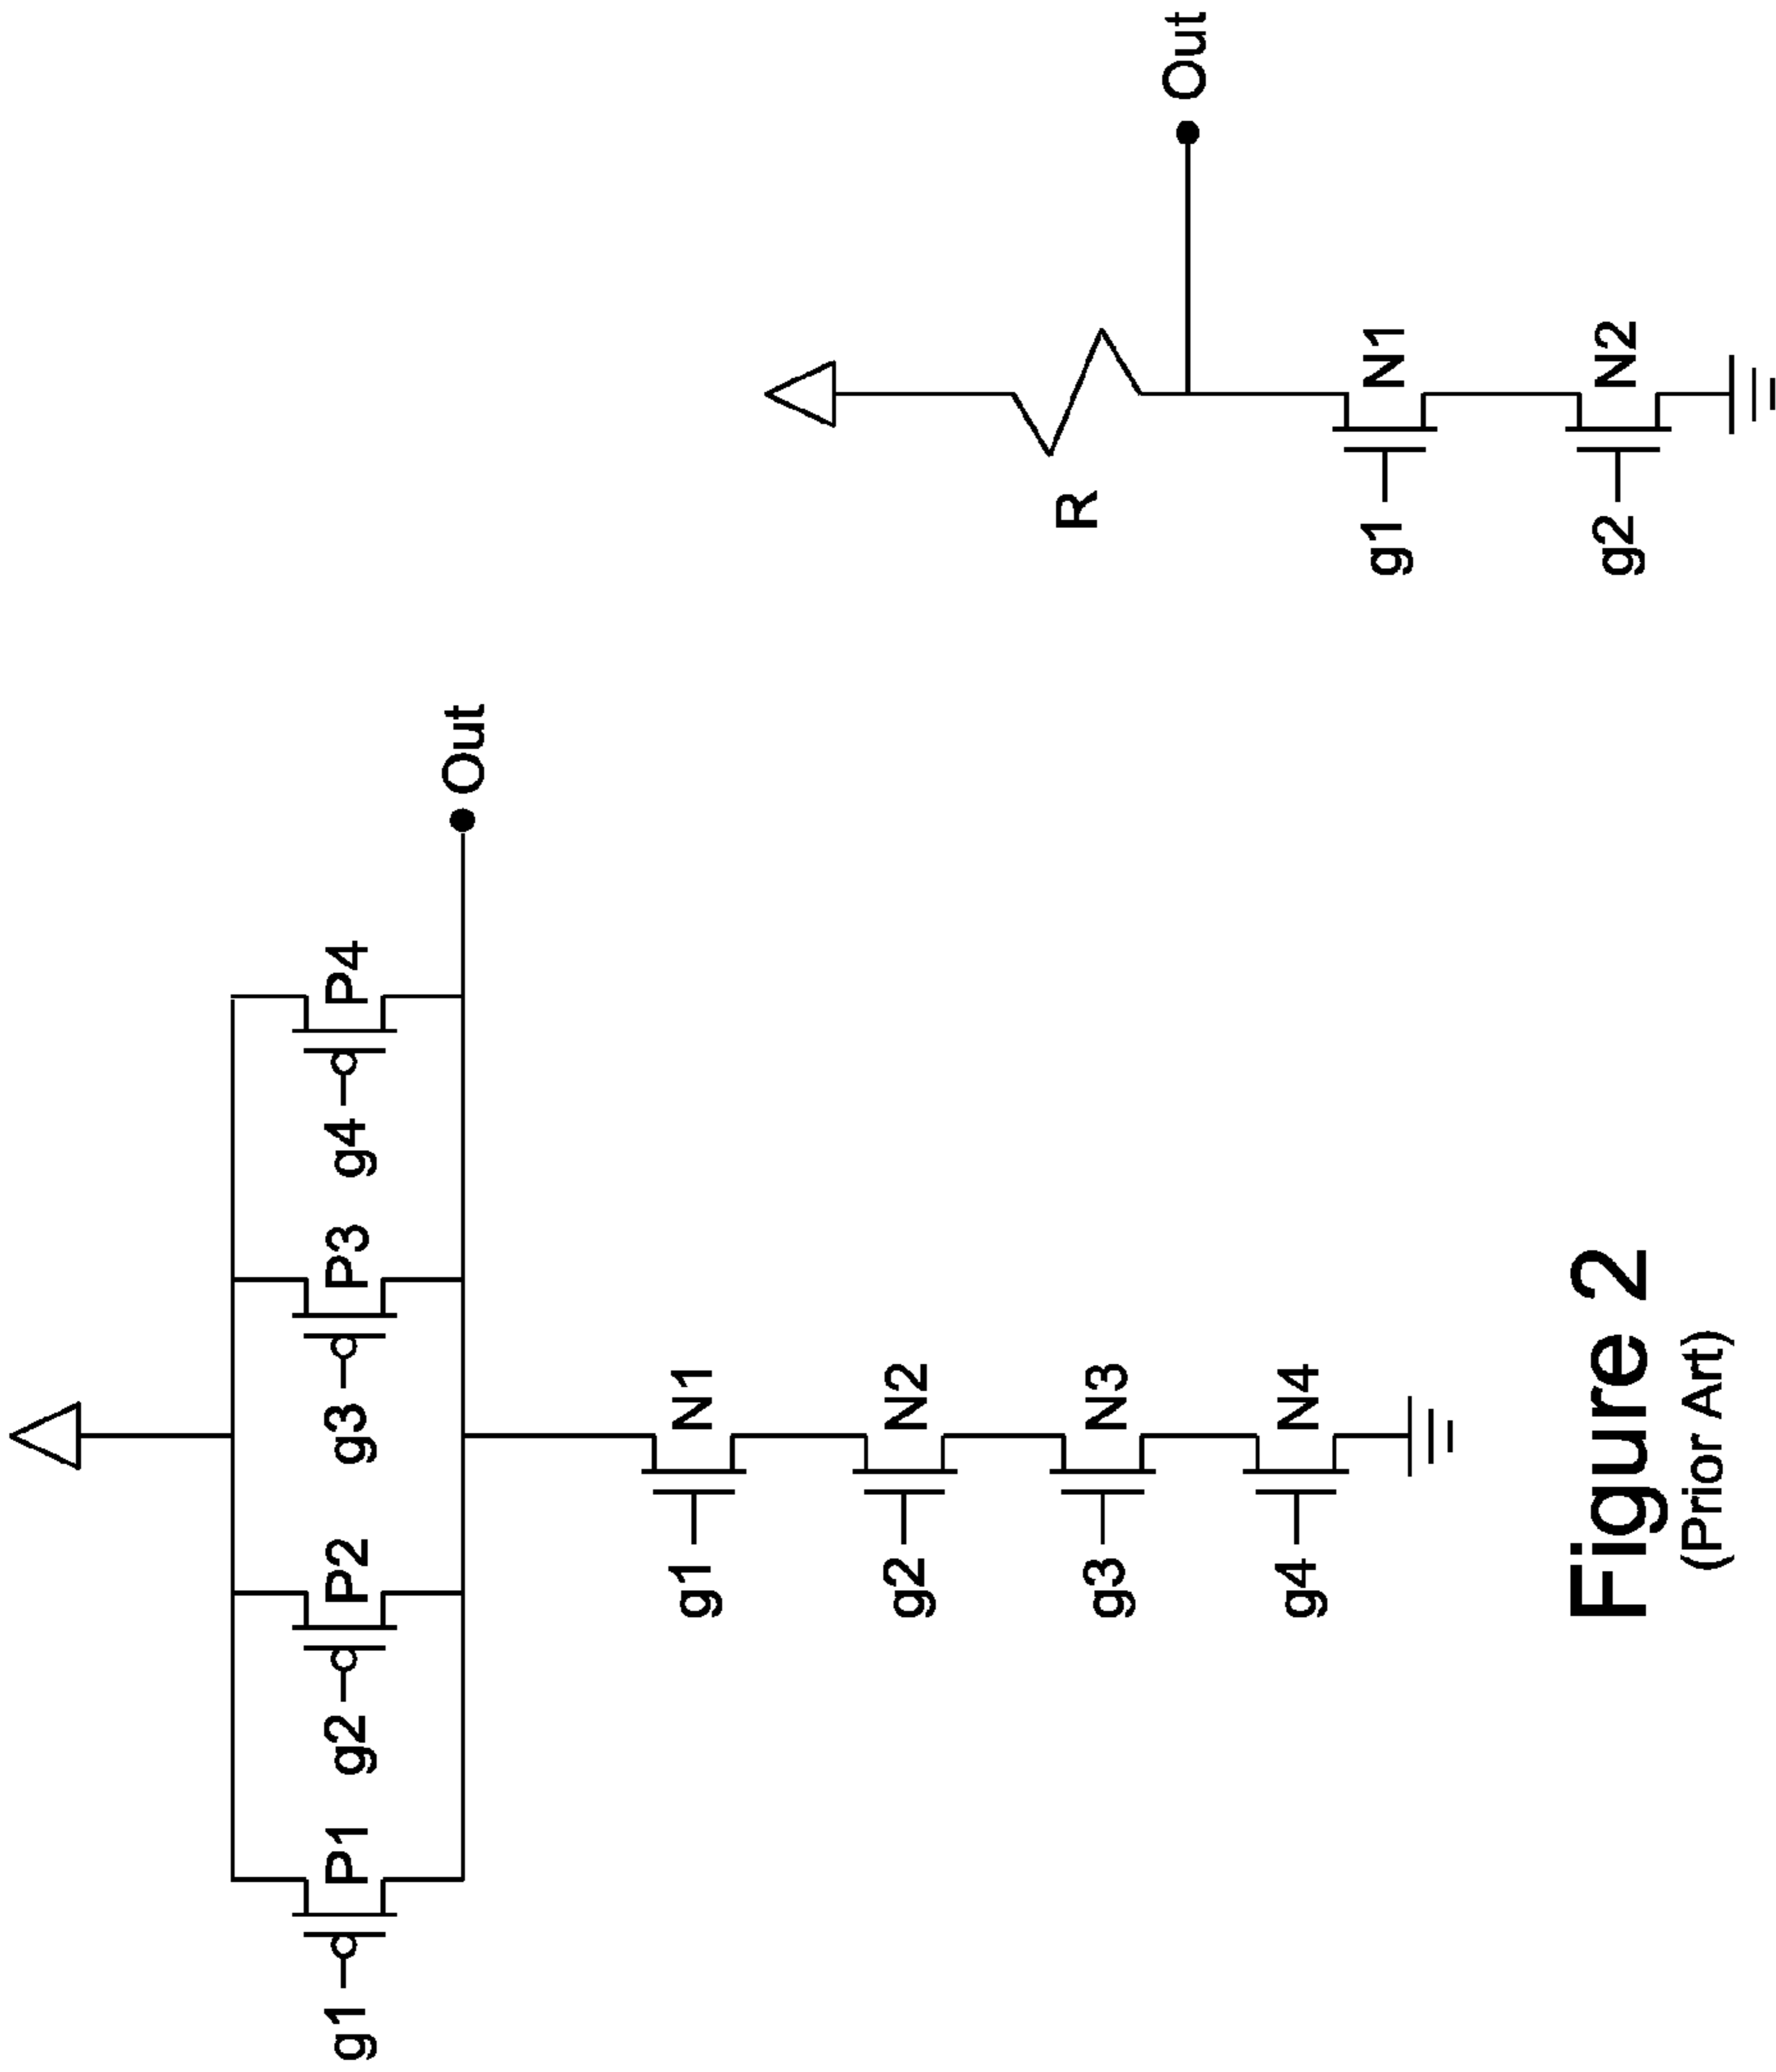 g1
P1
g2
P2
g3
P3
g4
P4
Out
g1
N1
g2
N2
g3
N3
g4
N4
R
Out
g1
N1
g2
N2
Figure 2
(Prior Art)